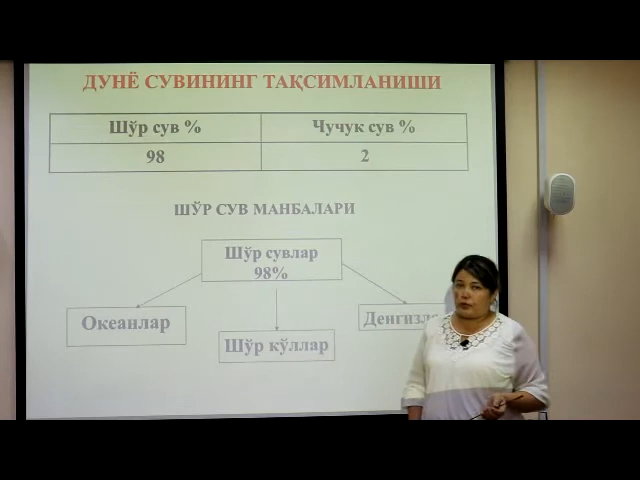 ДУНЁ СУВИНИНГ ТАҚСИМЛАНИШИ
Шўр сув %
Чучук сув %
98
2
ШЎР СУВ МАНБАЛАРИ
Шўр сувлар
98%
Океанлар
Шўр кўллар